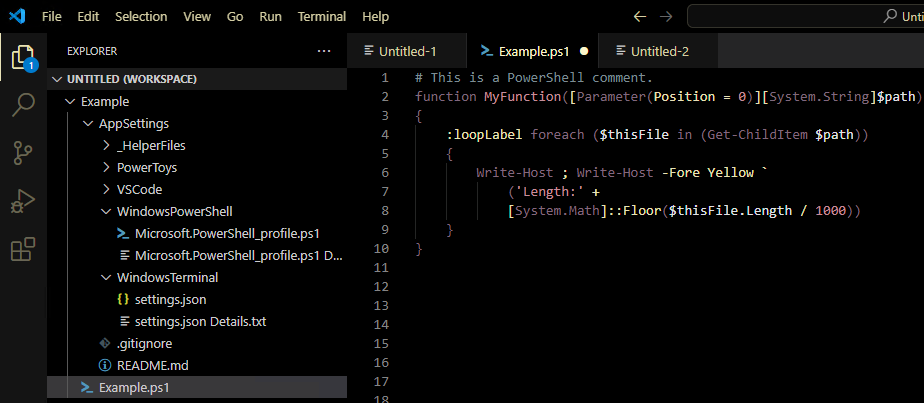 File Edit Selection View Go Run Terminal Help Unti
1
EXPLORER ...
Untitled-1 Example.ps1 Untitled-2
UNTITLED (WORKSPACE)
Example
AppSettings
_HelperFiles
PowerToys
VSCode
WindowsPowerShell
Microsoft.PowerShell_profile.ps1
Microsoft.PowerShell_profile.ps1 D...
WindowsTerminal
{} settings.json
settings.json Details.txt
.gitignore
README.md
Example.ps1
1 # This is a PowerShell comment.
2 function MyFunction([Parameter(Position = 0)][System.String]$path)
3 {
4 :loopLabel foreach ($thisFile in (Get-ChildItem $path))
5 {
6 Write-Host ; Write-Host -Fore Yellow `
7 ('Length:' +
8 [System.Math]::Floor($thisFile.Length / 1000))
9 }
10 }
11
12
13
14
15
16
17
18